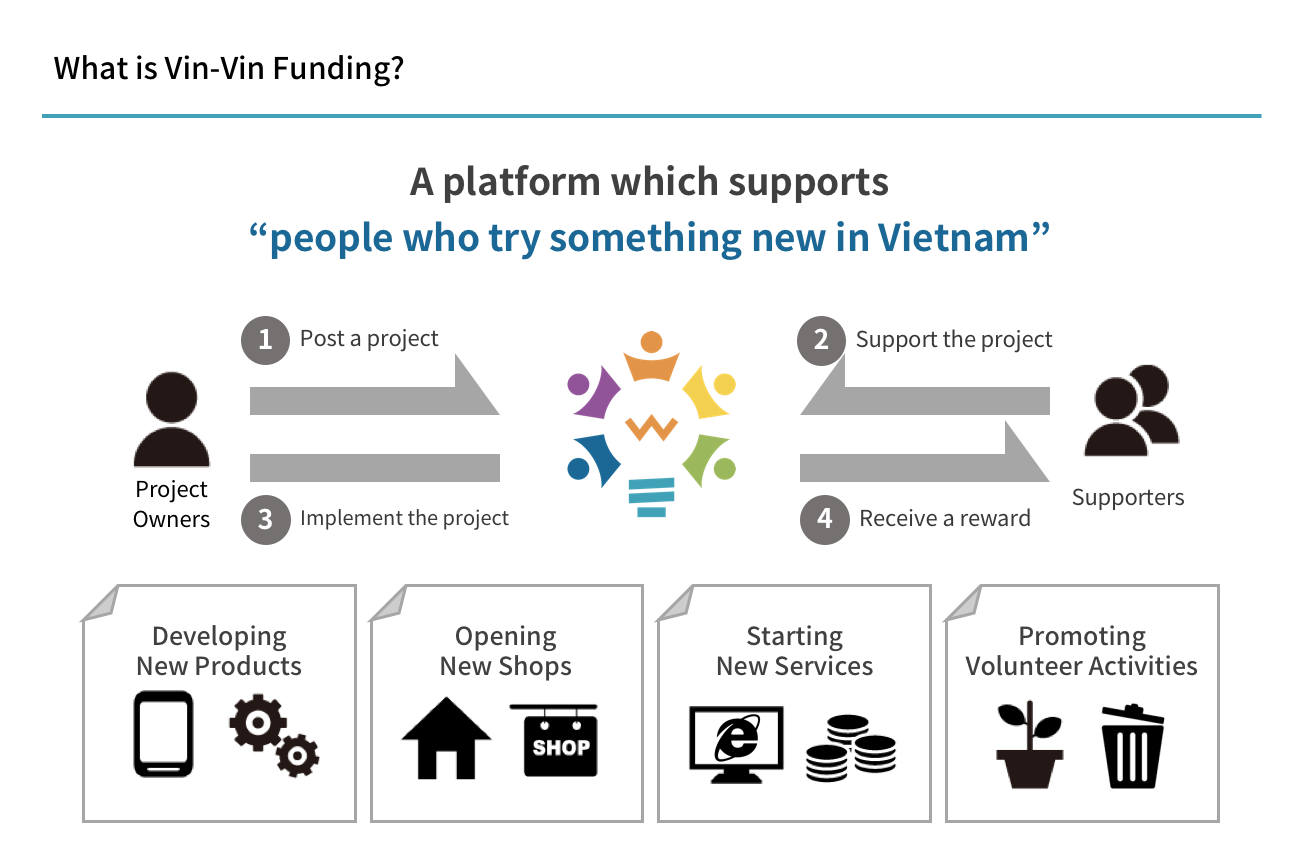 What is Vin-Vin Funding?
A platform which supports
“people who try something new in Vietnam”
1 Post a project
2 Support the project
Project
Owners
Supporters
3 Implement the project
4 Receive a reward
Developing
New Products
Opening
New Shops
SHOP
Starting
New Services
Promoting
Volunteer Activities